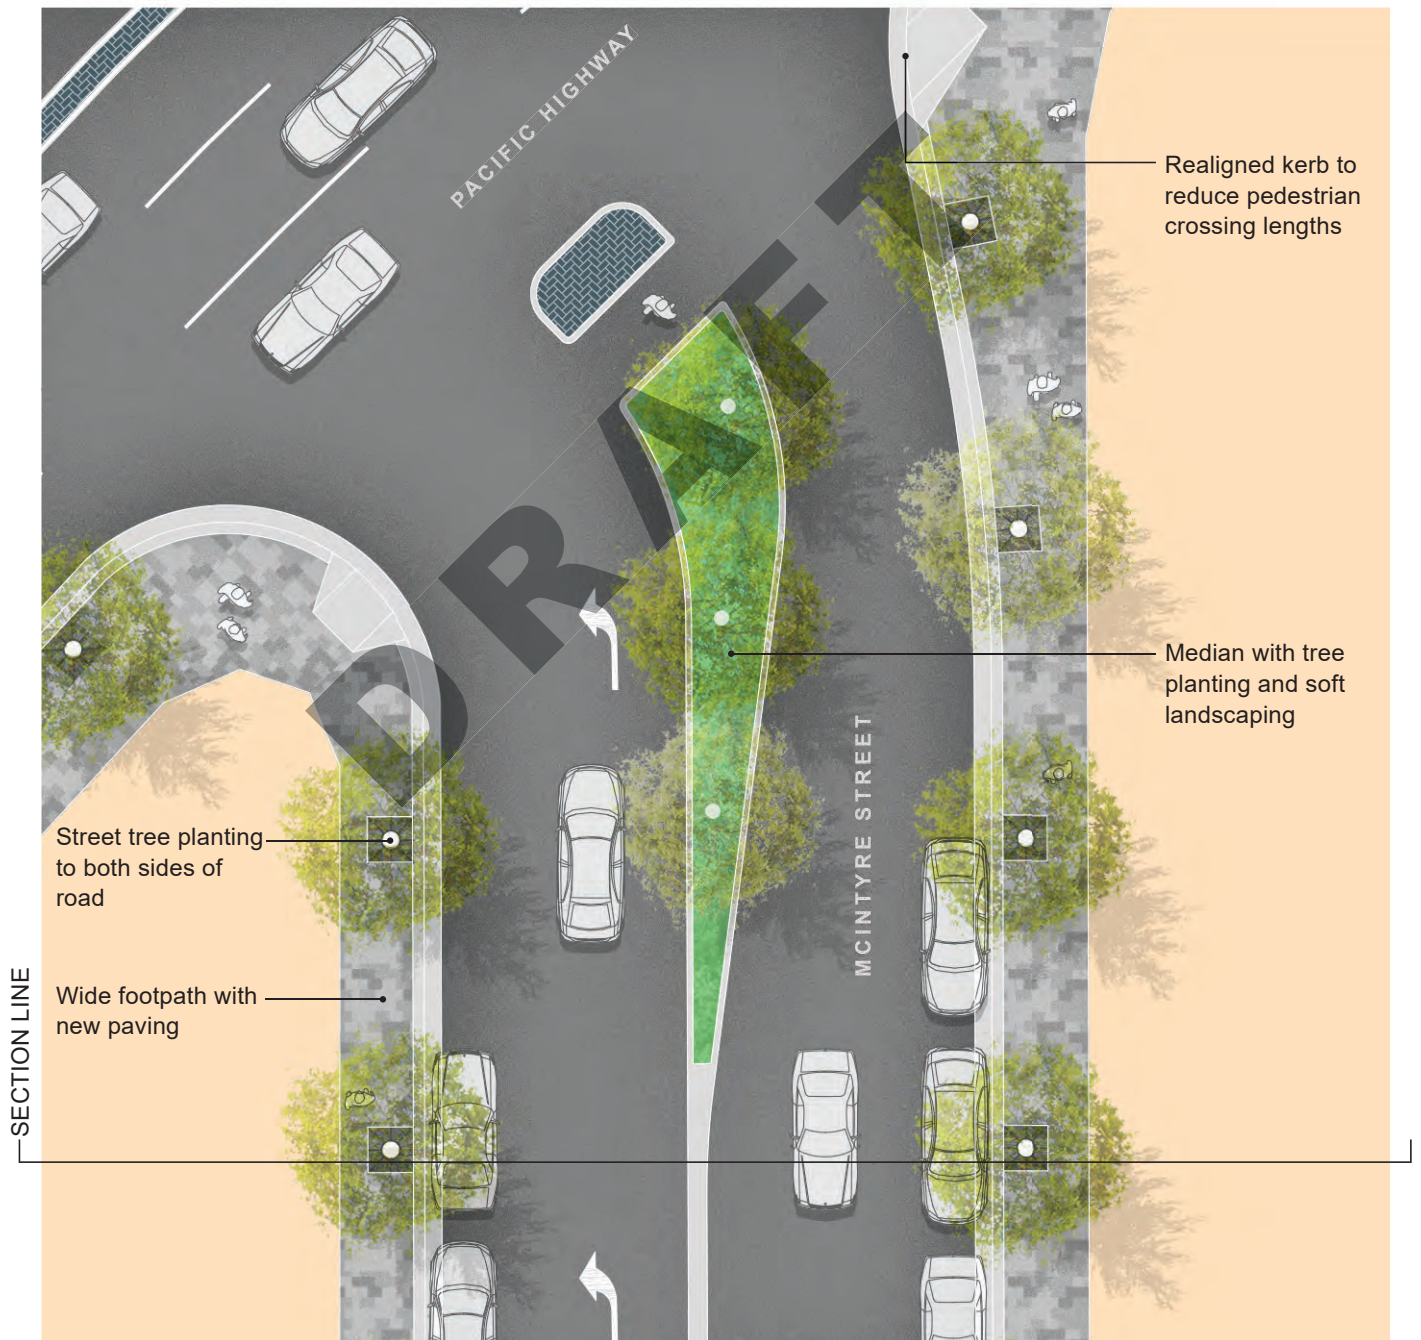 PACIFIC HIGHWAY
Realigned kerb to
reduce pedestrian
crossing lengths
DRAFT
Median with tree
planting and soft
landscaping
MCINTYRE STREET
Street tree planting
to both sides of
road
Wide footpath with
new paving
SECTION LINE